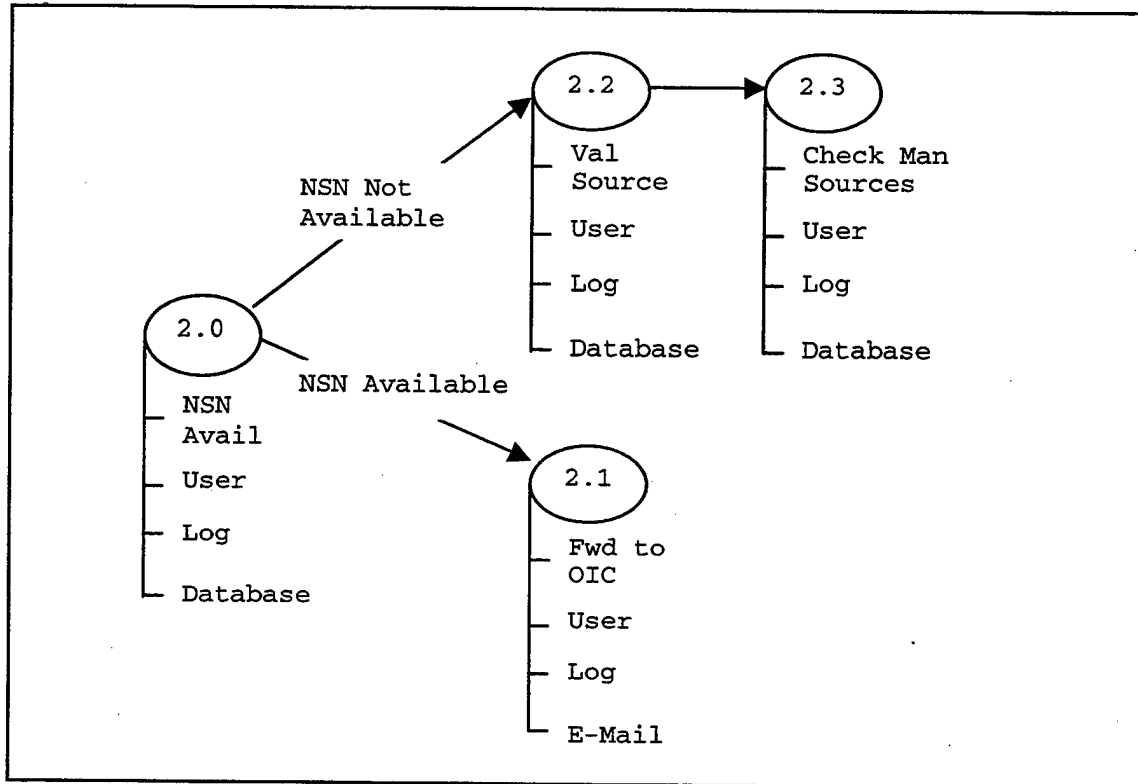 2.2
2.3
Val
Source
User
Log
Database
Check Man
Sources
User
Log
Database
NSN Not
Available
2.0
NSN Available
NSN
Avail
User
Log
Database
2.1
Fwd to
OIC
User
Log
E-Mail